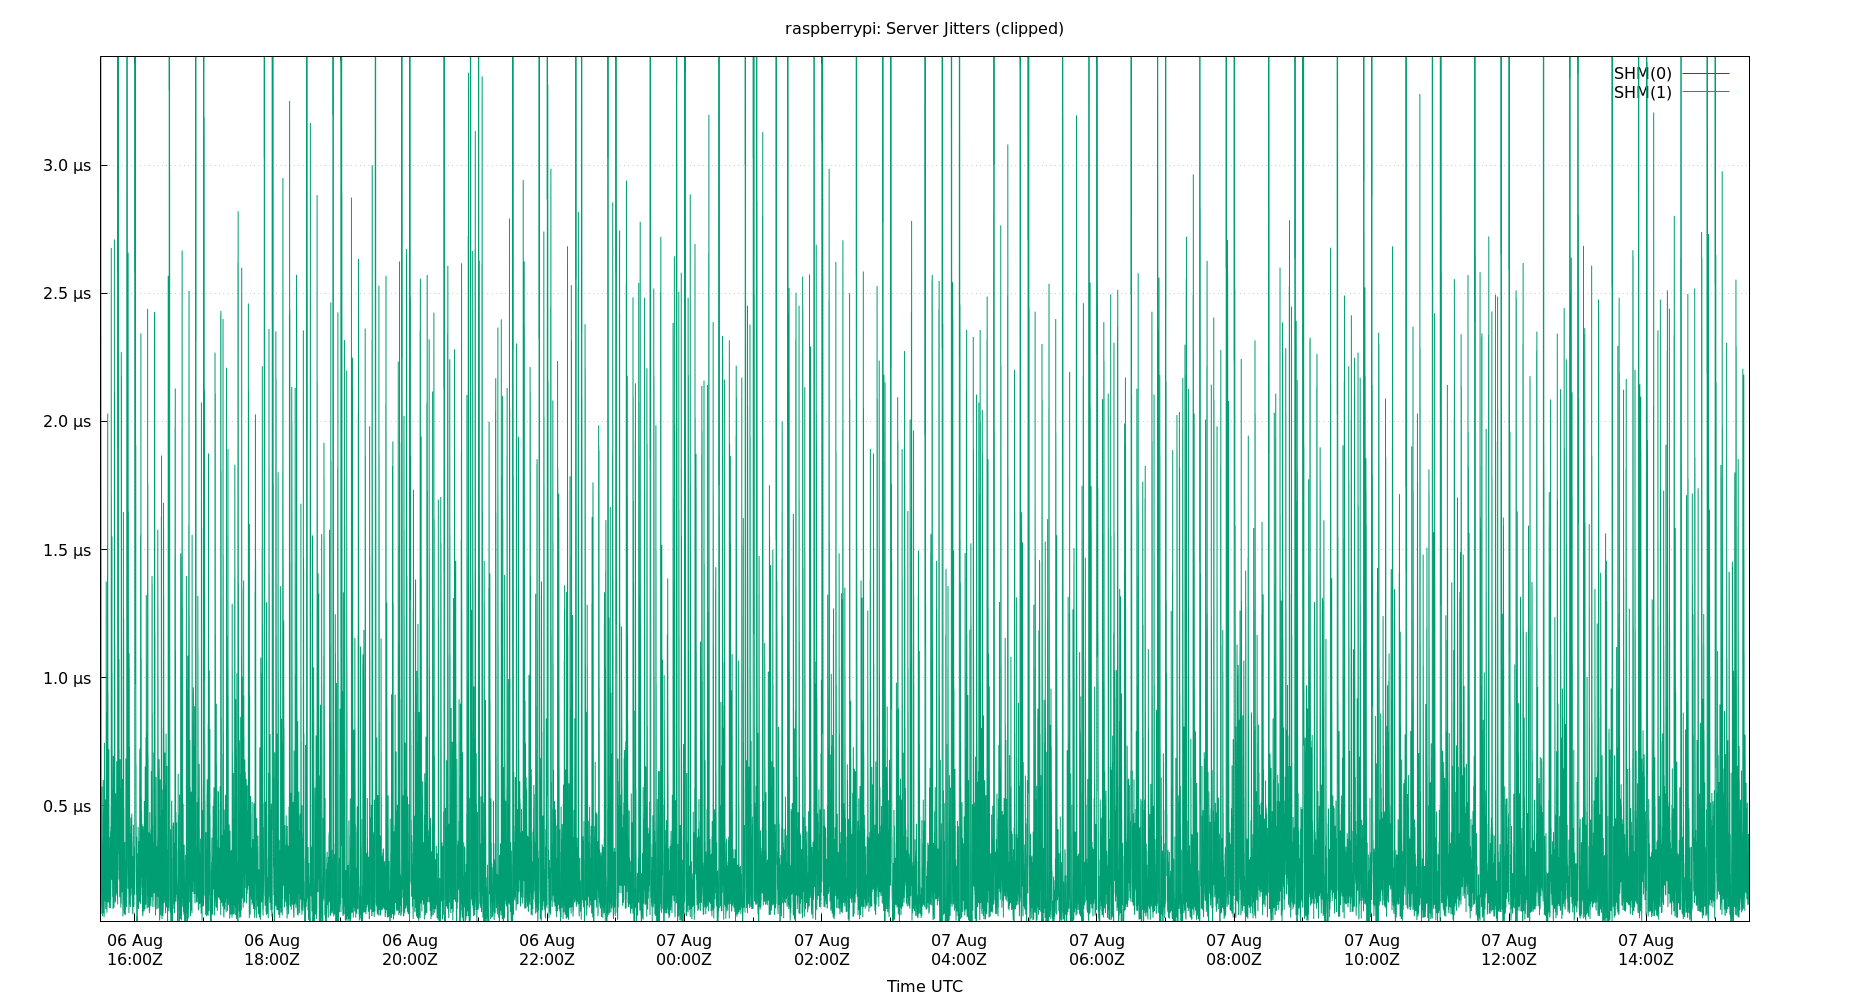 raspberrypi: Server Jitters (clipped)
SHM(0)
SHM(1)
3.0 µs
2.5 µs
2.0 µs
1.5 µs
1.0 µs
0.5 µs
06 Aug 06 Aug 06 Aug 06 Aug 07 Aug 07 Aug 07 Aug 07 Aug 07 Aug 07 Aug 07 Aug 07 Aug
16:00Z 18:00Z 20:00Z 22:00Z 00:00Z 02:00Z 04:00Z 06:00Z 08:00Z 10:00Z 12:00Z 14:00Z
Time UTC